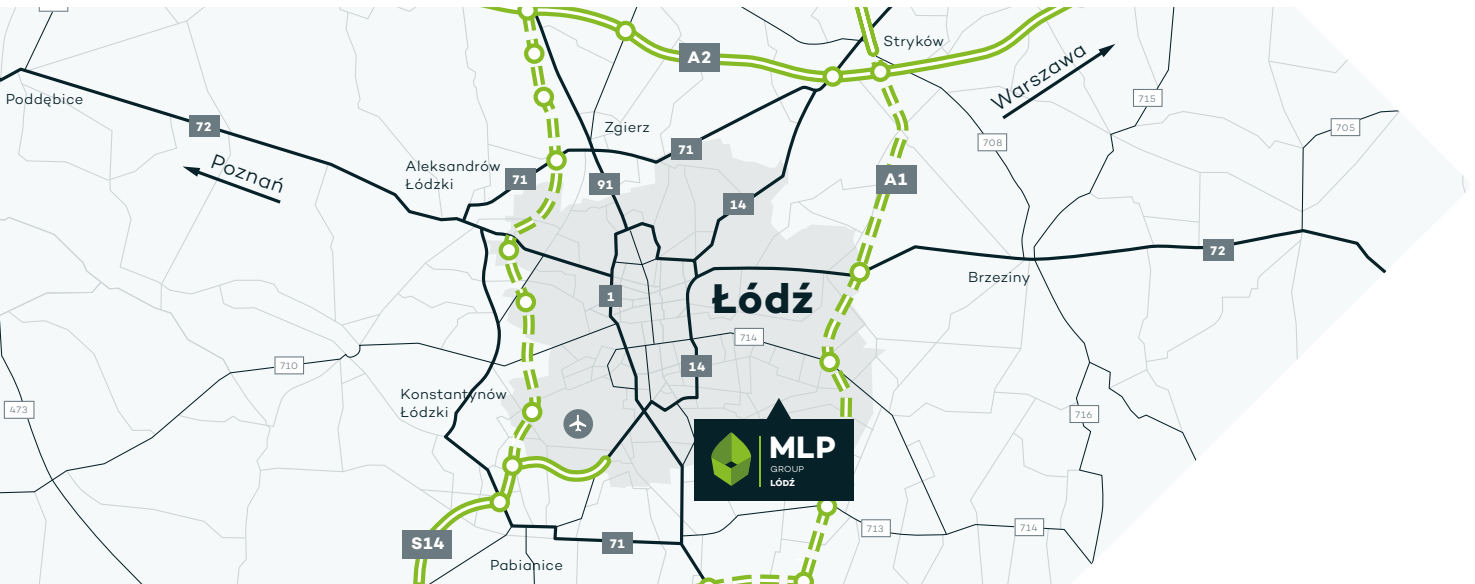 Stryków
A2
Warszawa
Poddębice
715
72
Zgierz
705
708
71
Aleksandrów
Łódzki
Poznań
71
91
A1
14
72
Brzeziny
1
Łódź
714
710
14
Konstantynów
Łódzki
473
716
MLP
GROUP
ŁÓDŹ
713
714
S14
71
Pabianice